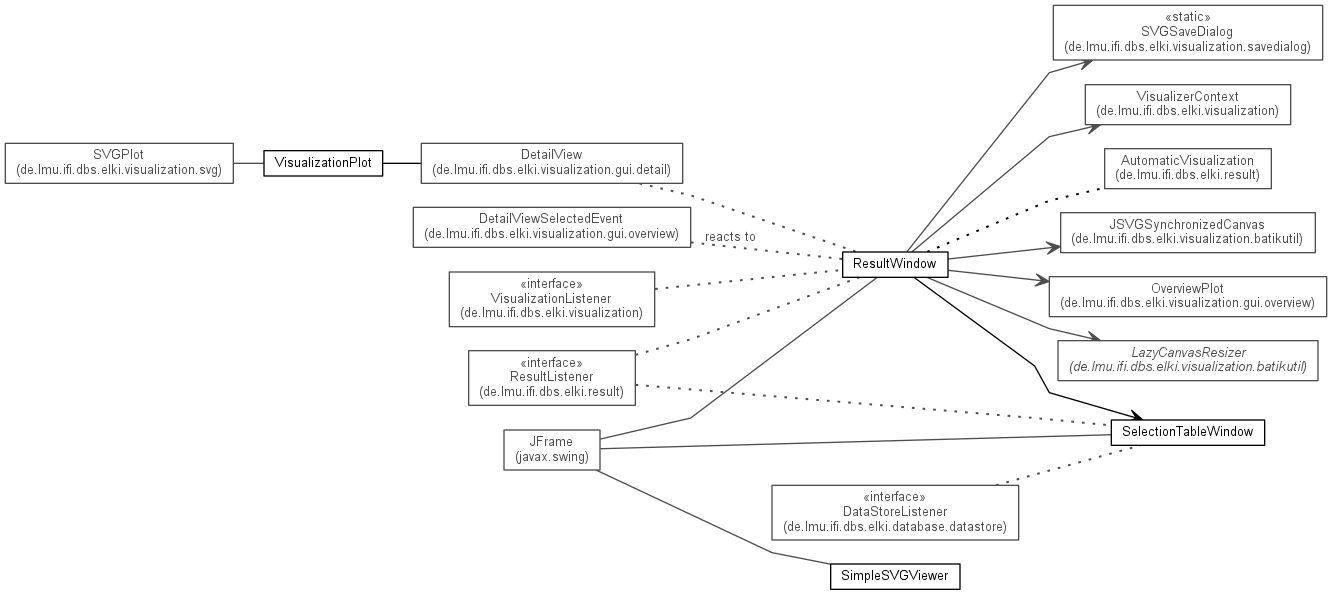 «static»
SVGSaveDialog
(de.lmu.ifi.dbs.elki.visualization.savedialog)
VisualizerContext
(de.lmu.ifi.dbs.elki.visualization)
SVGPlot
(de.lmu.ifi.dbs.elki.visualization.svg)
VisualizationPlot
DetailView
(de.lmu.ifi.dbs.elki.visualization.gui.detail)
AutomaticVisualization
(de.lmu.ifi.dbs.elki.result)
DetailViewSelectedEvent
(de.lmu.ifi.dbs.elki.visualization.gui.overview)
reacts to
JSVGSynchronizedCanvas
(de.lmu.ifi.dbs.elki.visualization.batikutil)
ResultWindow
«interface»
VisualizationListener
(de.lmu.ifi.dbs.elki.visualization)
OverviewPlot
(de.lmu.ifi.dbs.elki.visualization.gui.overview)
«interface»
ResultListener
(de.lmu.ifi.dbs.elki.result)
LazyCanvasResizer
(de.lmu.ifi.dbs.elki.visualization.batikutil)
JFrame
(javax.swing)
SelectionTableWindow
«interface»
DataStoreListener
(de.lmu.ifi.dbs.elki.database.datastore)
SimpleSVGViewer